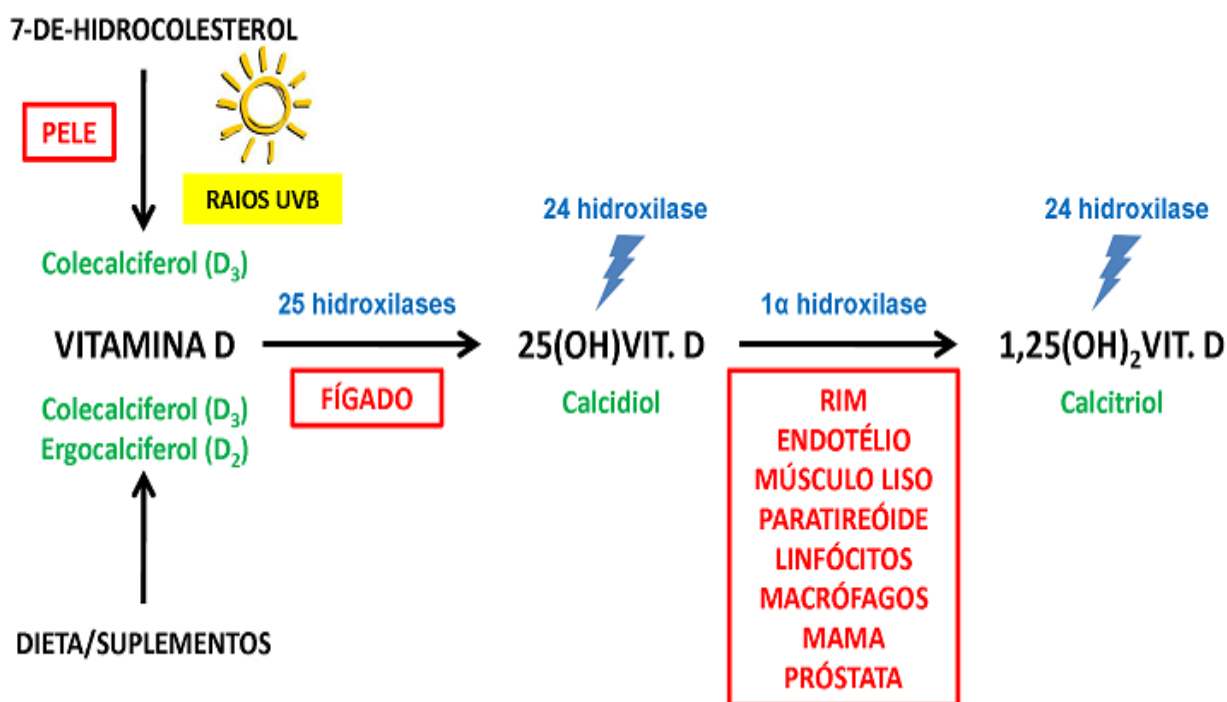 7-DE-HIDROCOLESTEROL
PELE
RAIOS UVB
Colecalciferol (D₃)
VITAMINA D
Colecalciferol (D₃)
Ergocalciferol (D₂)
DIETA/SUPLEMENTOS
25 hidroxilases
FÍGADO
24 hidroxilase
25(OH)VIT. D
Calcidiol
1α hidroxilase
RIM
ENDOTÉLIO
MÚSCULO LISO
PARATIREÓIDE
LINFÓCITOS
MACRÓFAGOS
MAMA
PRÓSTATA
24 hidroxilase
1,25(OH)₂VIT. D
Calcitriol